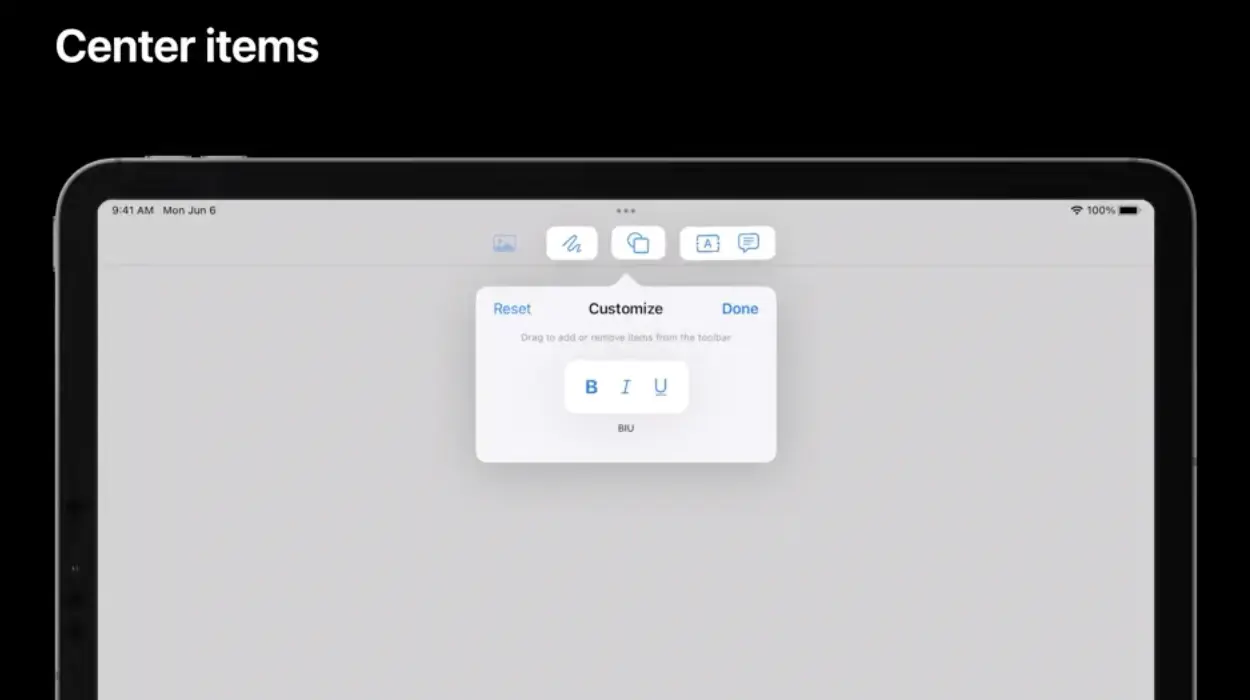 Center items
9:41 AM Mon Jun 6
100%
A
Reset Customize Done
Drag to add or remove items from the toolbar
B I U
BIU